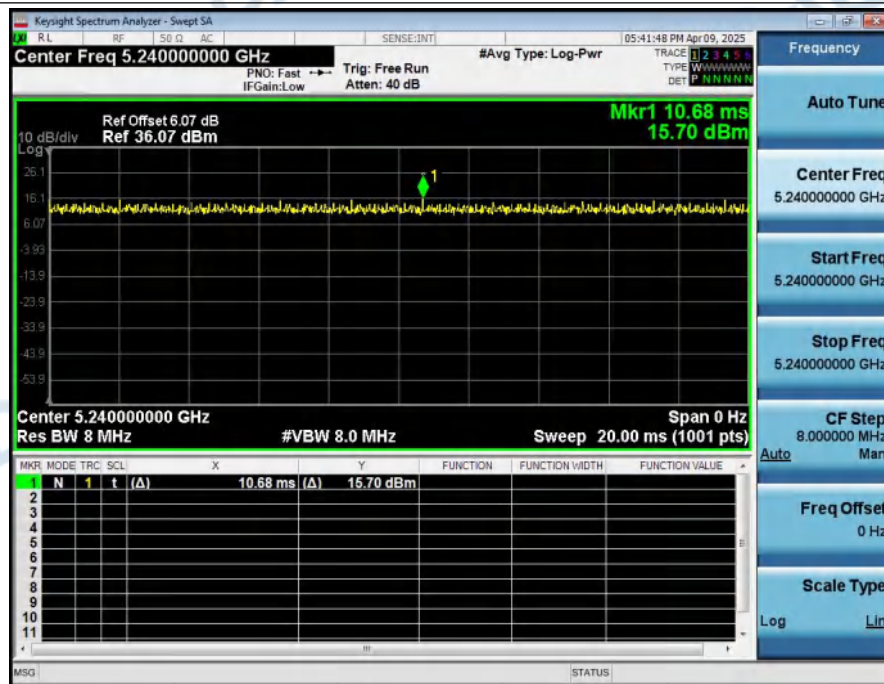 Keysight Spectrum Analyzer - Swept SA
RL RF 50 Ω AC SENSE:INT 05:41:48 PM Apr 09, 2025
Center Freq 5.240000000 GHz
PNO: Fast
IFGain:Low
Trig: Free Run
Atten: 40 dB
#Avg Type: Log-Pwr
TRACE 1 2 3 4 5 6
TYPE WWWWWW
DET P N N N N N
Mkr1 10.68 ms
15.70 dBm
Ref Offset 6.07 dB
10 dB/div Ref 36.07 dBm
Log
1
26.1
16.1
6.07
-3.93
-13.9
-23.9
-33.9
-43.9
-53.9
Center 5.240000000 GHz Span 0 Hz
Res BW 8 MHz #VBW 8.0 MHz Sweep 20.00 ms (1001 pts)
MKR MODE TRC SCL X Y FUNCTION FUNCTION WIDTH FUNCTION VALUE
1 N 1 t (Δ) 10.68 ms (Δ) 15.70 dBm
2
3
4
5
6
7
8
9
10
11
MSG STATUS
Frequency
Auto Tune
Center Freq
5.240000000 GHz
Start Freq
5.240000000 GHz
Stop Freq
5.240000000 GHz
CF Step
8.000000 MHz
Auto Man
Freq Offset
0 Hz
Scale Type
Log Lin